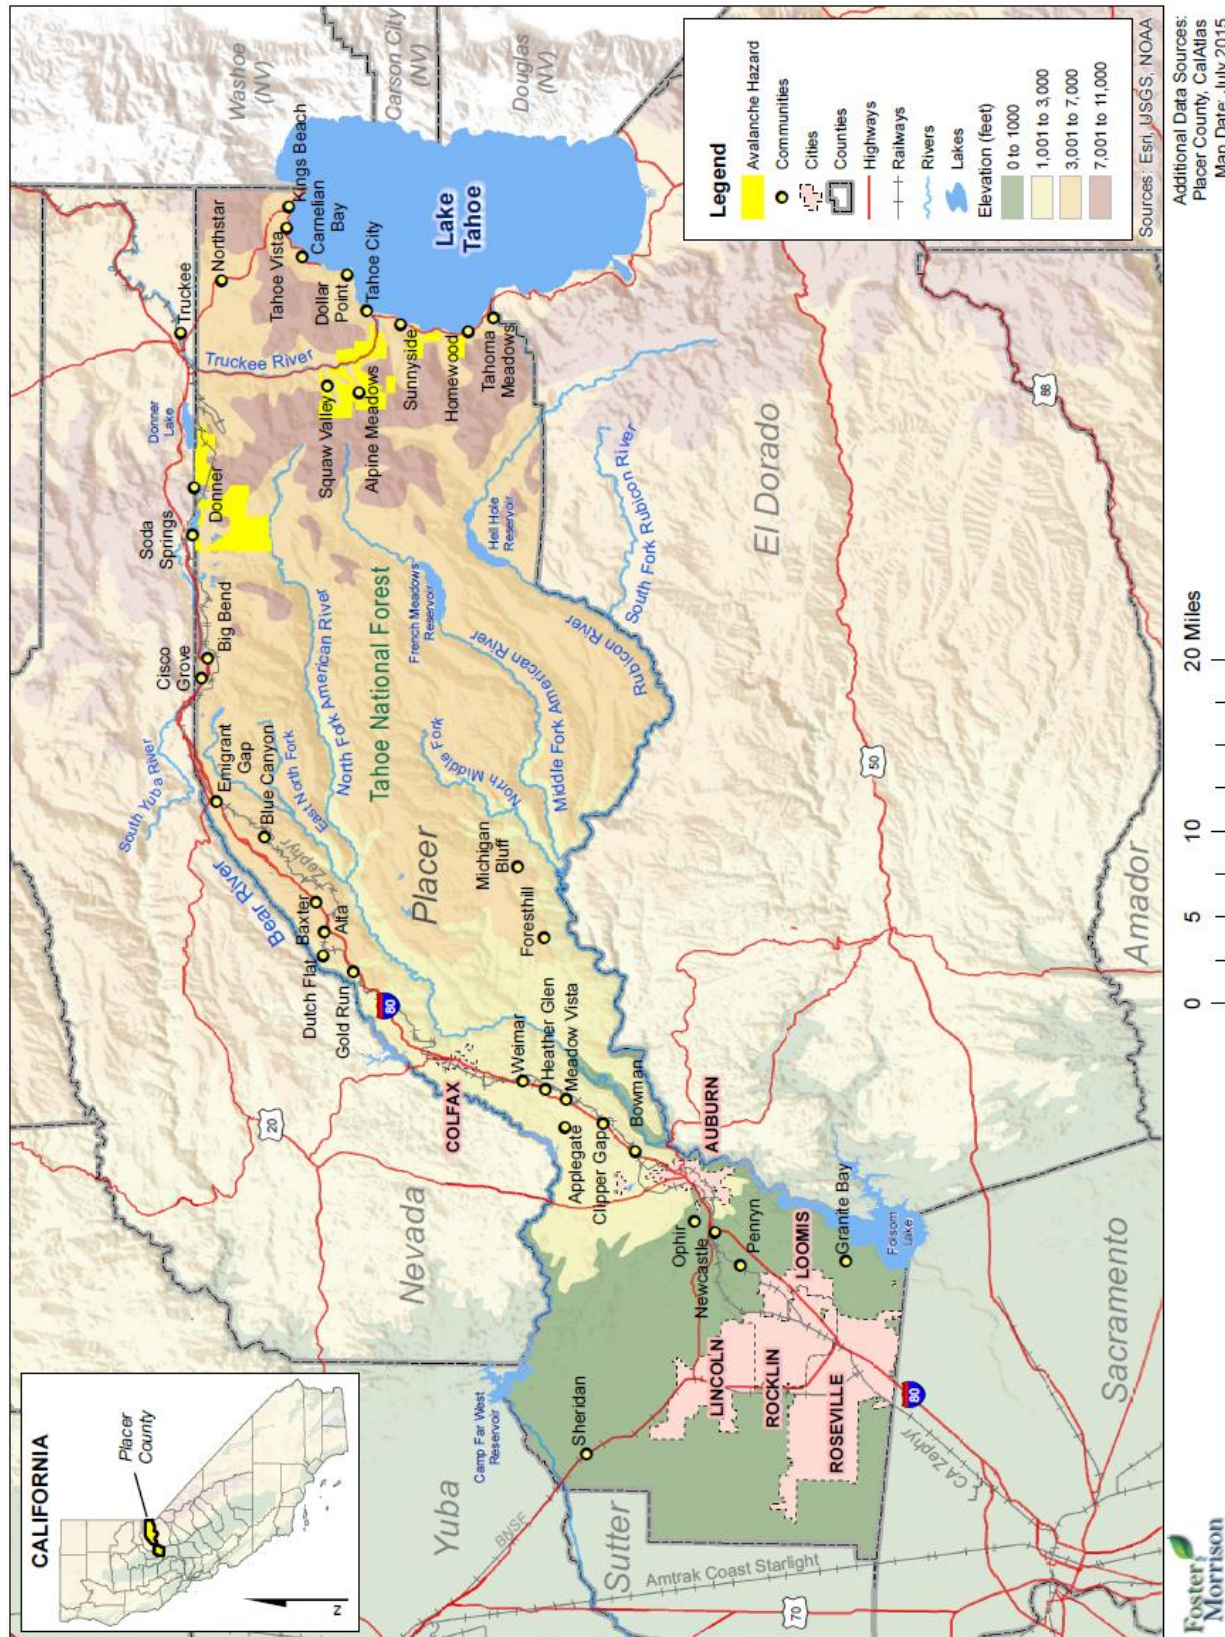 CALIFORNIA
Placer
County
N
Washoe
(NV)
Carson City
(NV)
Douglas
(NV)
Nevada
Yuba
Sutter
Placer
El Dorado
Amador
Sacramento
Tahoe National Forest
Lake
Tahoe
Truckee
Northstar
Tahoe Vista
Kings Beach
Carnelian
Bay
Dollar
Point
Tahoe City
Sunnyside
Homewood
Tahoma
Meadows
Squaw Valley
Alpine Meadows
Truckee River
Donner
Lake
Donner
Soda
Springs
Big Bend
Cisco
Grove
Emigrant
Gap
Blue Canyon
Zephyr
Baxter
Alta
Dutch Flat
Gold Run
80
COLFAX
Weimar
Heather Glen
Meadow Vista
Applegate
Clipper Gap
Bowman
AUBURN
Michigan
Bluff
Foresthill
South Yuba River
Bear River
East North Fork
North Fork American River
North Middle Fork
Middle Fork American River
French Meadows
Reservoir
Hell Hole
Reservoir
Rubicon River
South Fork Rubicon River
20
50
88
70
80
Camp Far West
Reservoir
Sheridan
Ophir
Newcastle
Penryn
Granite Bay
Folsom
Lake
LOOMIS
LINCOLN
ROCKLIN
ROSEVILLE
BNSF
Amtrak Coast Starlight
CA Zephyr
Legend
Avalanche Hazard
Communities
Cities
Counties
Highways
Railways
Rivers
Lakes
Elevation (feet)
0 to 1000
1,001 to 3,000
3,001 to 7,000
7,001 to 11,000
Sources: Esri, USGS, NOAA
Additional Data Sources:
Placer County, CalAtlas
Map Date: July 2015
0 5 10 20 Miles
Foster
Morrison